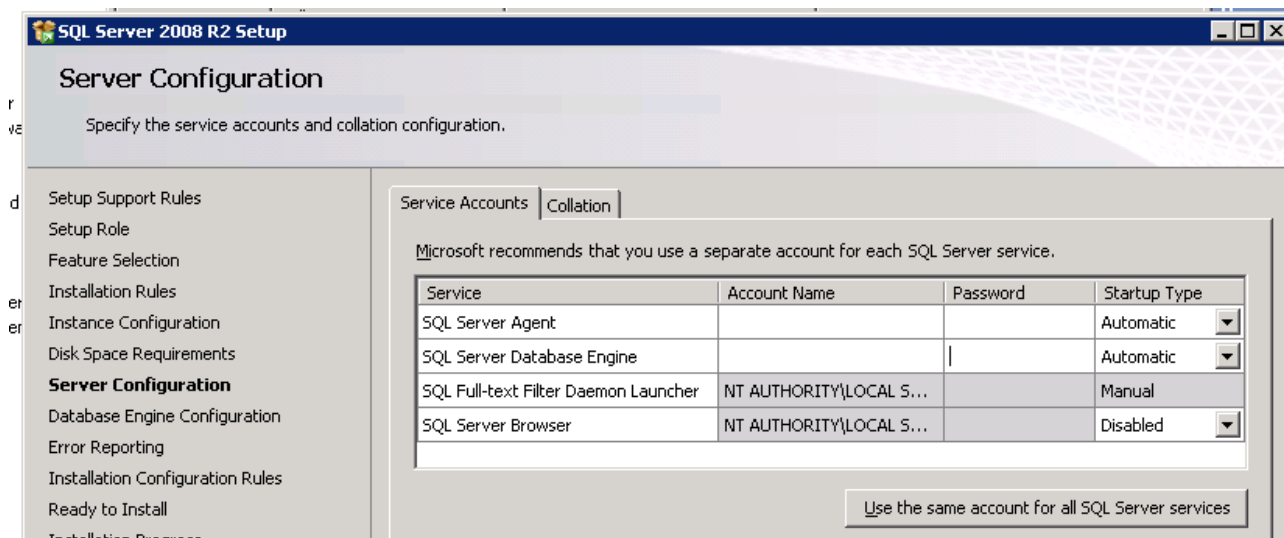 SQL Server 2008 R2 Setup
Server Configuration
Specify the service accounts and collation configuration.
Setup Support Rules
Setup Role
Feature Selection
Installation Rules
Instance Configuration
Disk Space Requirements
Server Configuration
Database Engine Configuration
Error Reporting
Installation Configuration Rules
Ready to Install
Installation Progress
Service Accounts Collation
Microsoft recommends that you use a separate account for each SQL Server service.
Service Account Name Password Startup Type
SQL Server Agent Automatic
SQL Server Database Engine Automatic
SQL Full-text Filter Daemon Launcher NT AUTHORITY\LOCAL S... Manual
SQL Server Browser NT AUTHORITY\LOCAL S... Disabled
Use the same account for all SQL Server services